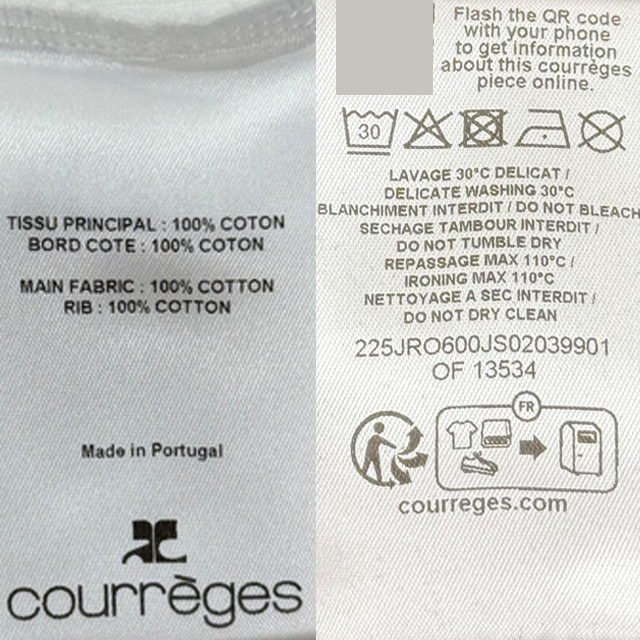 TISSU PRINCIPAL : 100% COTON
BORD COTE : 100% COTON
MAIN FABRIC : 100% COTTON
RIB : 100% COTTON
Made in Portugal
courrèges
Flash the QR code
with your phone
to get information
about this courrèges
piece online.
30
LAVAGE 30°C DELICAT /
DELICATE WASHING 30°C
BLANCHIMENT INTERDIT / DO NOT BLEACH
SECHAGE TAMBOUR INTERDIT /
DO NOT TUMBLE DRY
REPASSAGE MAX 110°C /
IRONING MAX 110°C
NETTOYAGE A SEC INTERDIT /
DO NOT DRY CLEAN
225JRO600JS02039901
OF 13534
FR
courreges.com